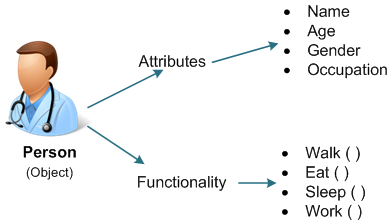 Person
(Object)
Attributes
• Name
• Age
• Gender
• Occupation
Functionality
• Walk ( )
• Eat ( )
• Sleep ( )
• Work ( )